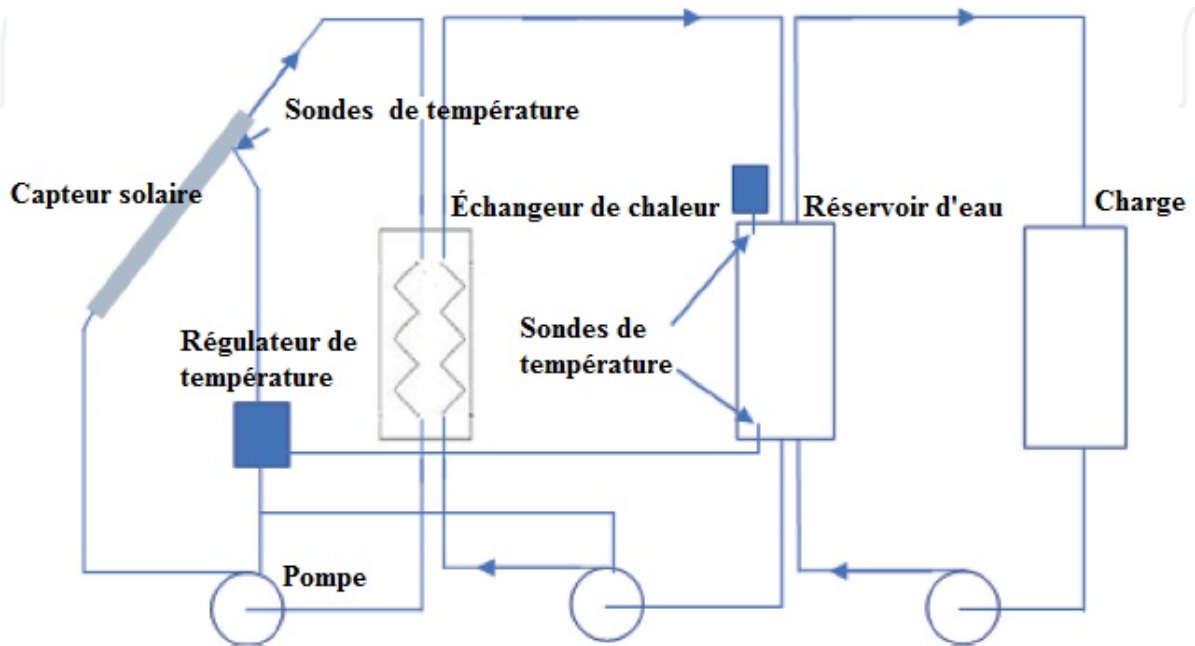 Sondes de température
Capteur solaire
Échangeur de chaleur
Réservoir d'eau
Charge
Régulateur de
température
Sondes de
température
Pompe